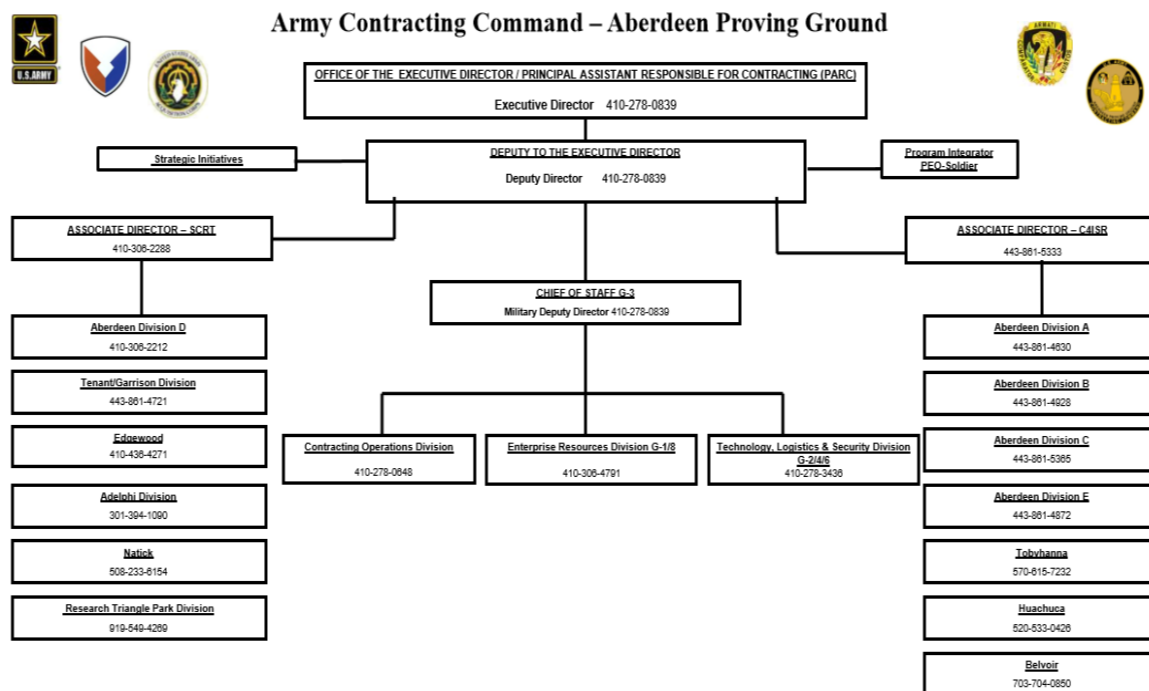 Army Contracting Command – Aberdeen Proving Ground
U.S.ARMY
OFFICE OF THE EXECUTIVE DIRECTOR / PRINCIPAL ASSISTANT RESPONSIBLE FOR CONTRACTING (PARC)
Executive Director 410-278-0839
Strategic Initiatives
DEPUTY TO THE EXECUTIVE DIRECTOR
Deputy Director 410-278-0839
Program Integrator
PEO-Soldier
ASSOCIATE DIRECTOR – SCRT
410-306-2288
ASSOCIATE DIRECTOR – C4ISR
443-861-5333
CHIEF OF STAFF G-3
Military Deputy Director 410-278-0839
Aberdeen Division D
410-306-2212
Tenant/Garrison Division
443-861-4721
Edgewood
410-436-4271
Adelphi Division
301-394-1090
Natick
508-233-6154
Research Triangle Park Division
919-549-4269
Contracting Operations Division
410-278-0648
Enterprise Resources Division G-1/8
410-306-4791
Technology, Logistics & Security Division
G-2/4/6
410-278-3436
Aberdeen Division A
443-861-4630
Aberdeen Division B
443-861-4928
Aberdeen Division C
443-861-5365
Aberdeen Division E
443-861-4872
Tobyhanna
570-615-7232
Huachuca
520-533-0426
Belvoir
703-704-0850